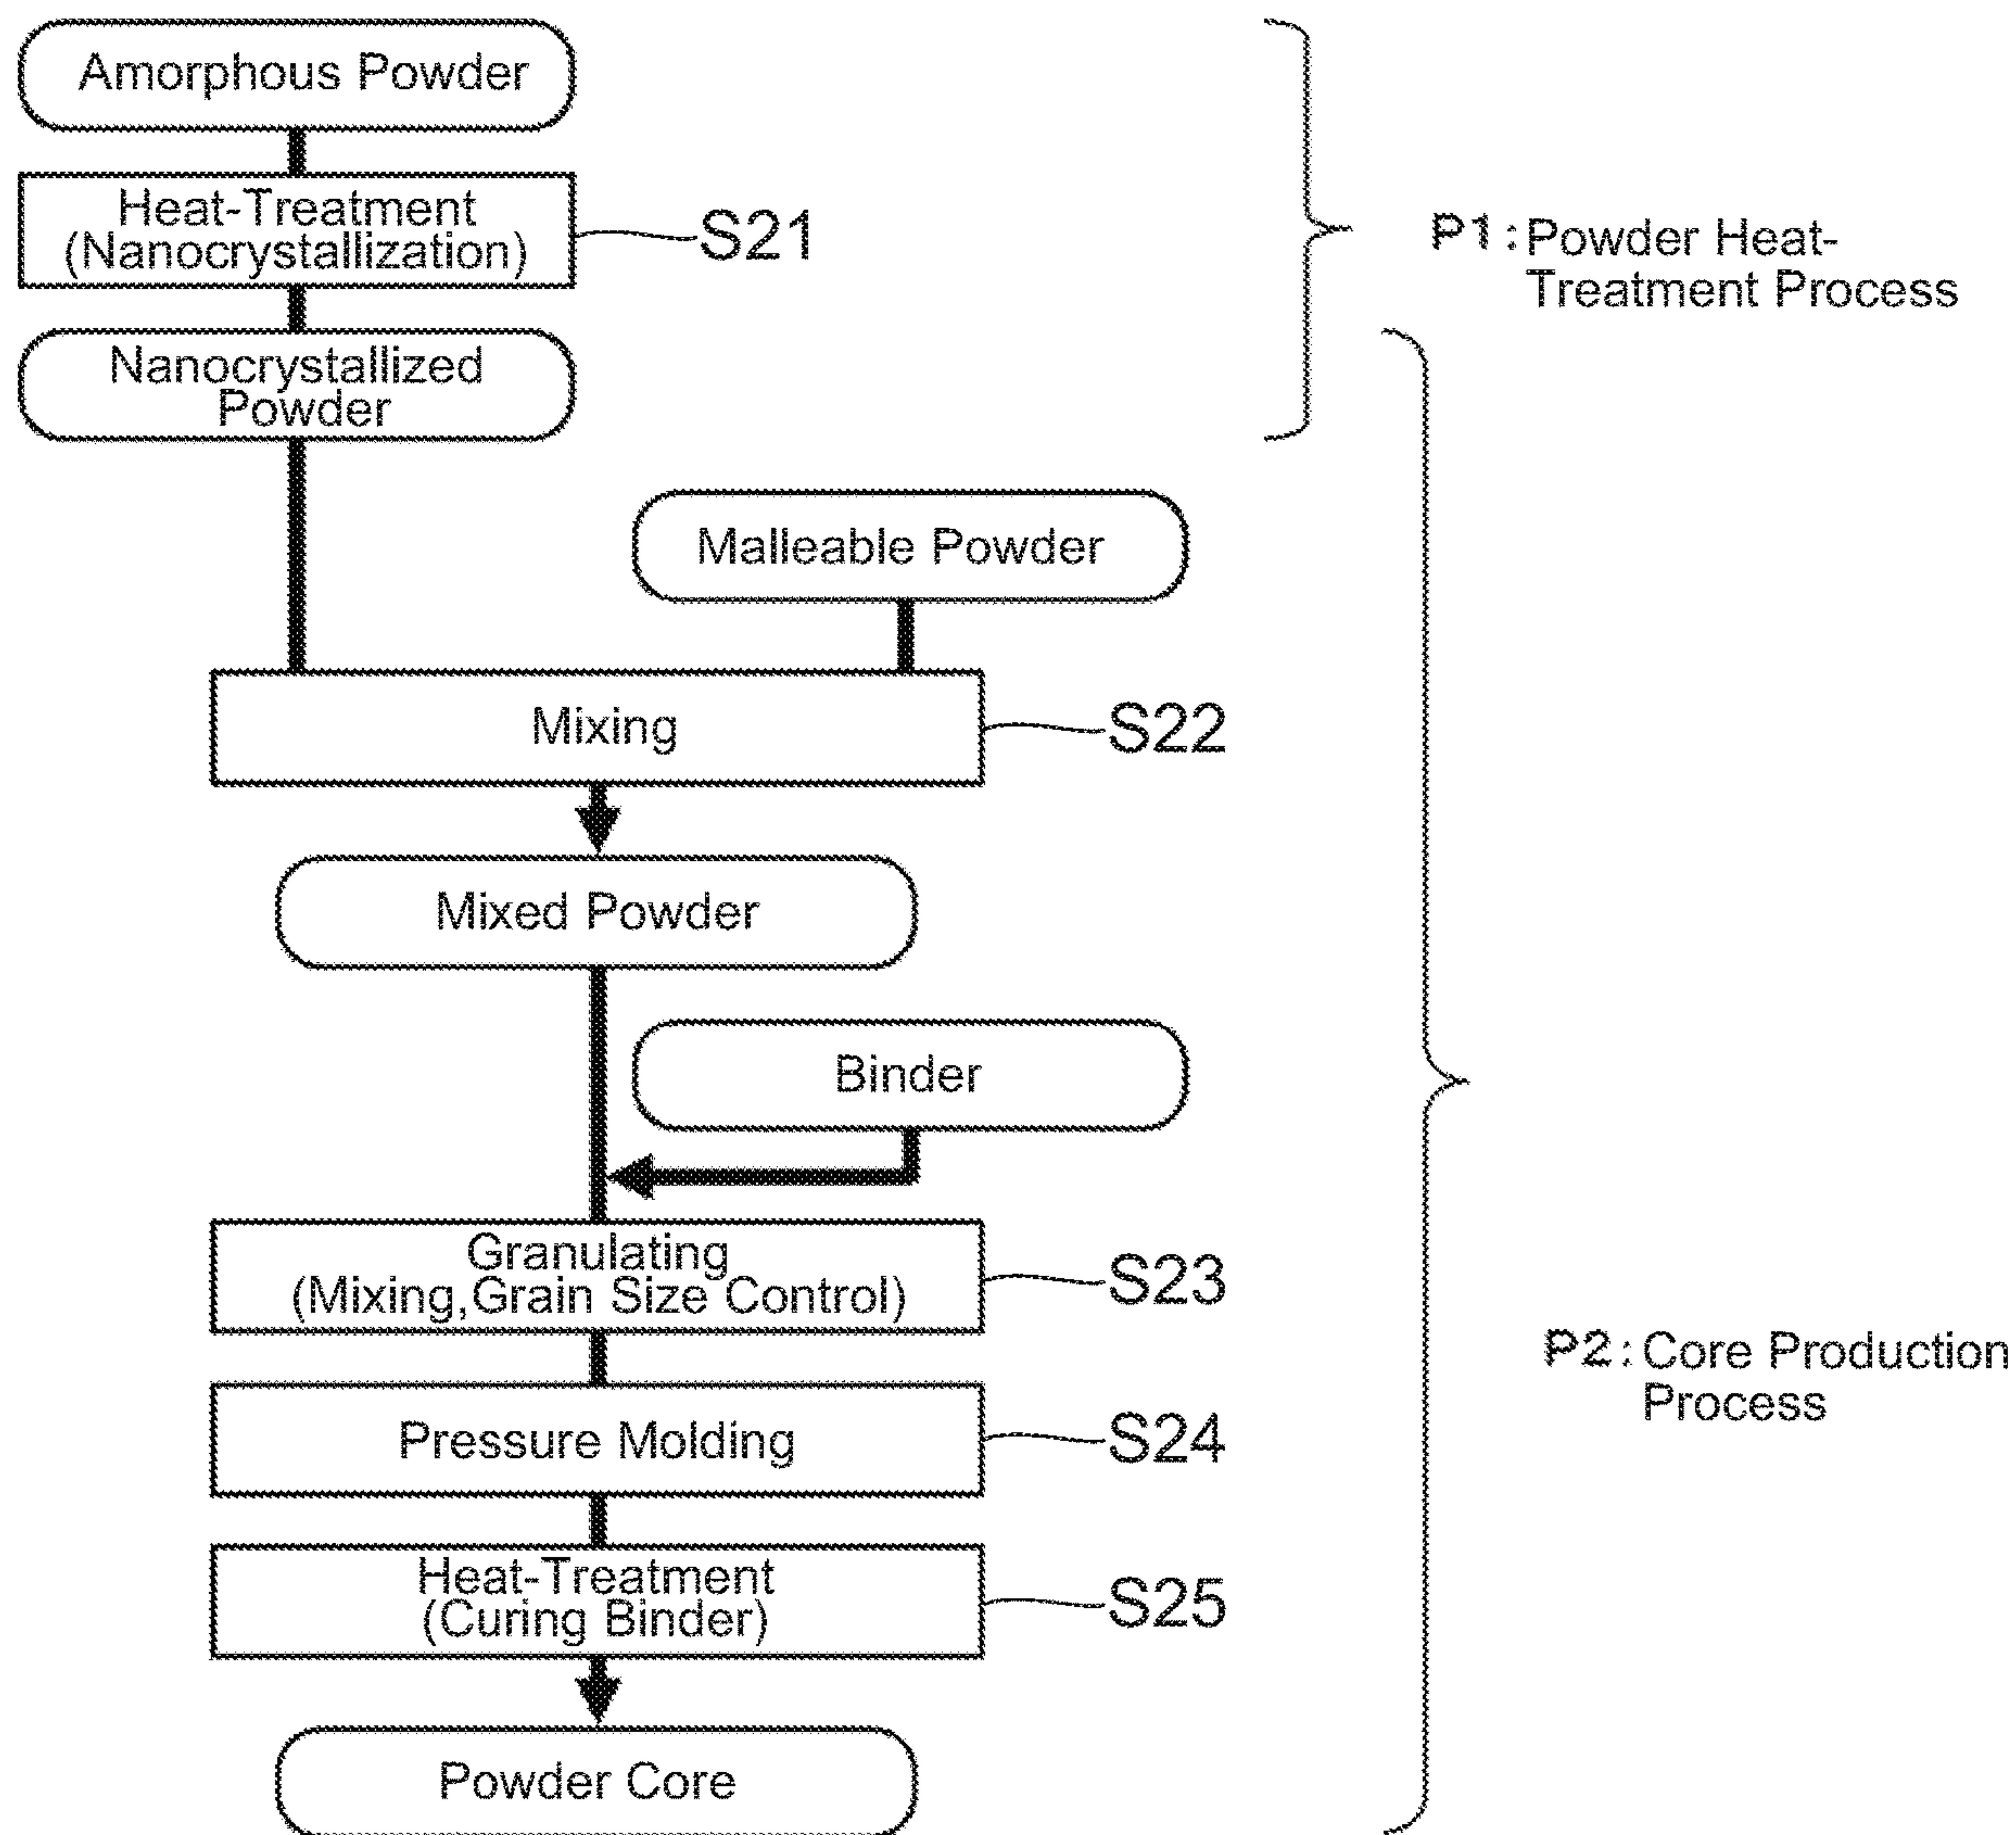 Amorphous Powder
Heat-Treatment
(Nanocrystallization)
S21
P1:Powder Heat-
Treatment Process
Nanocrystallized
Powder
Malleable Powder
Mixing
S22
Mixed Powder
Binder
Granulating
(Mixing,Grain Size Control)
S23
P2:Core Production
Process
Pressure Molding
S24
Heat-Treatment
(Curing Binder)
S25
Powder Core